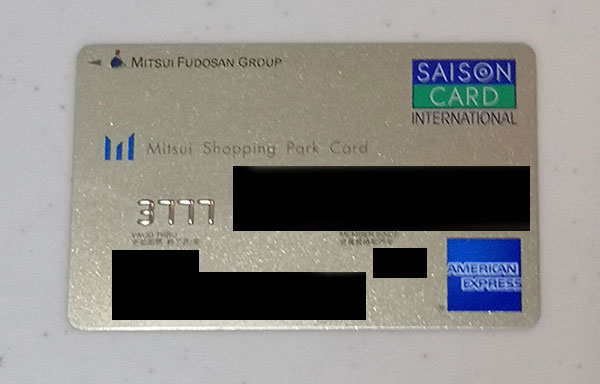 MITSUI FUDOSAN GROUP
SAISON
CARD
INTERNATIONAL
Mitsui Shopping Park Card
3777
VALID THRU
MEMBER SINCE
AMERICAN
EXPRESS
®